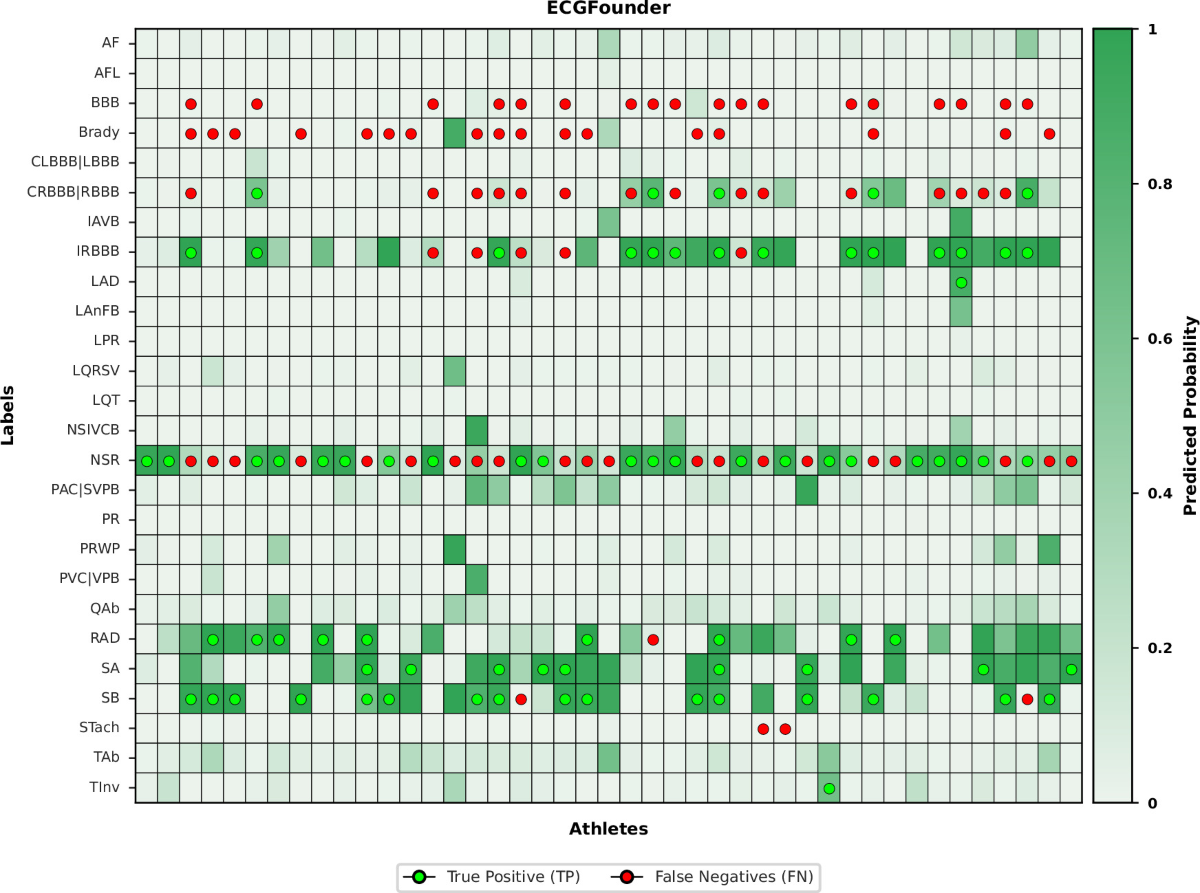 ECGFounder
AF
AFL
BBB
Brady
CLBBB|LBBB
CRBBB|RBBB
IAVB
IRBBB
LAD
LAnFB
LPR
LQRSV
LQT
NSIVCB
NSR
PAC|SVPB
PR
PRWP
PVC|VPB
QAb
RAD
SA
SB
STach
TAb
TInv
Labels
Athletes
1
0.8
0.6
0.4
0.2
0
Predicted Probability
True Positive (TP)
False Negatives (FN)